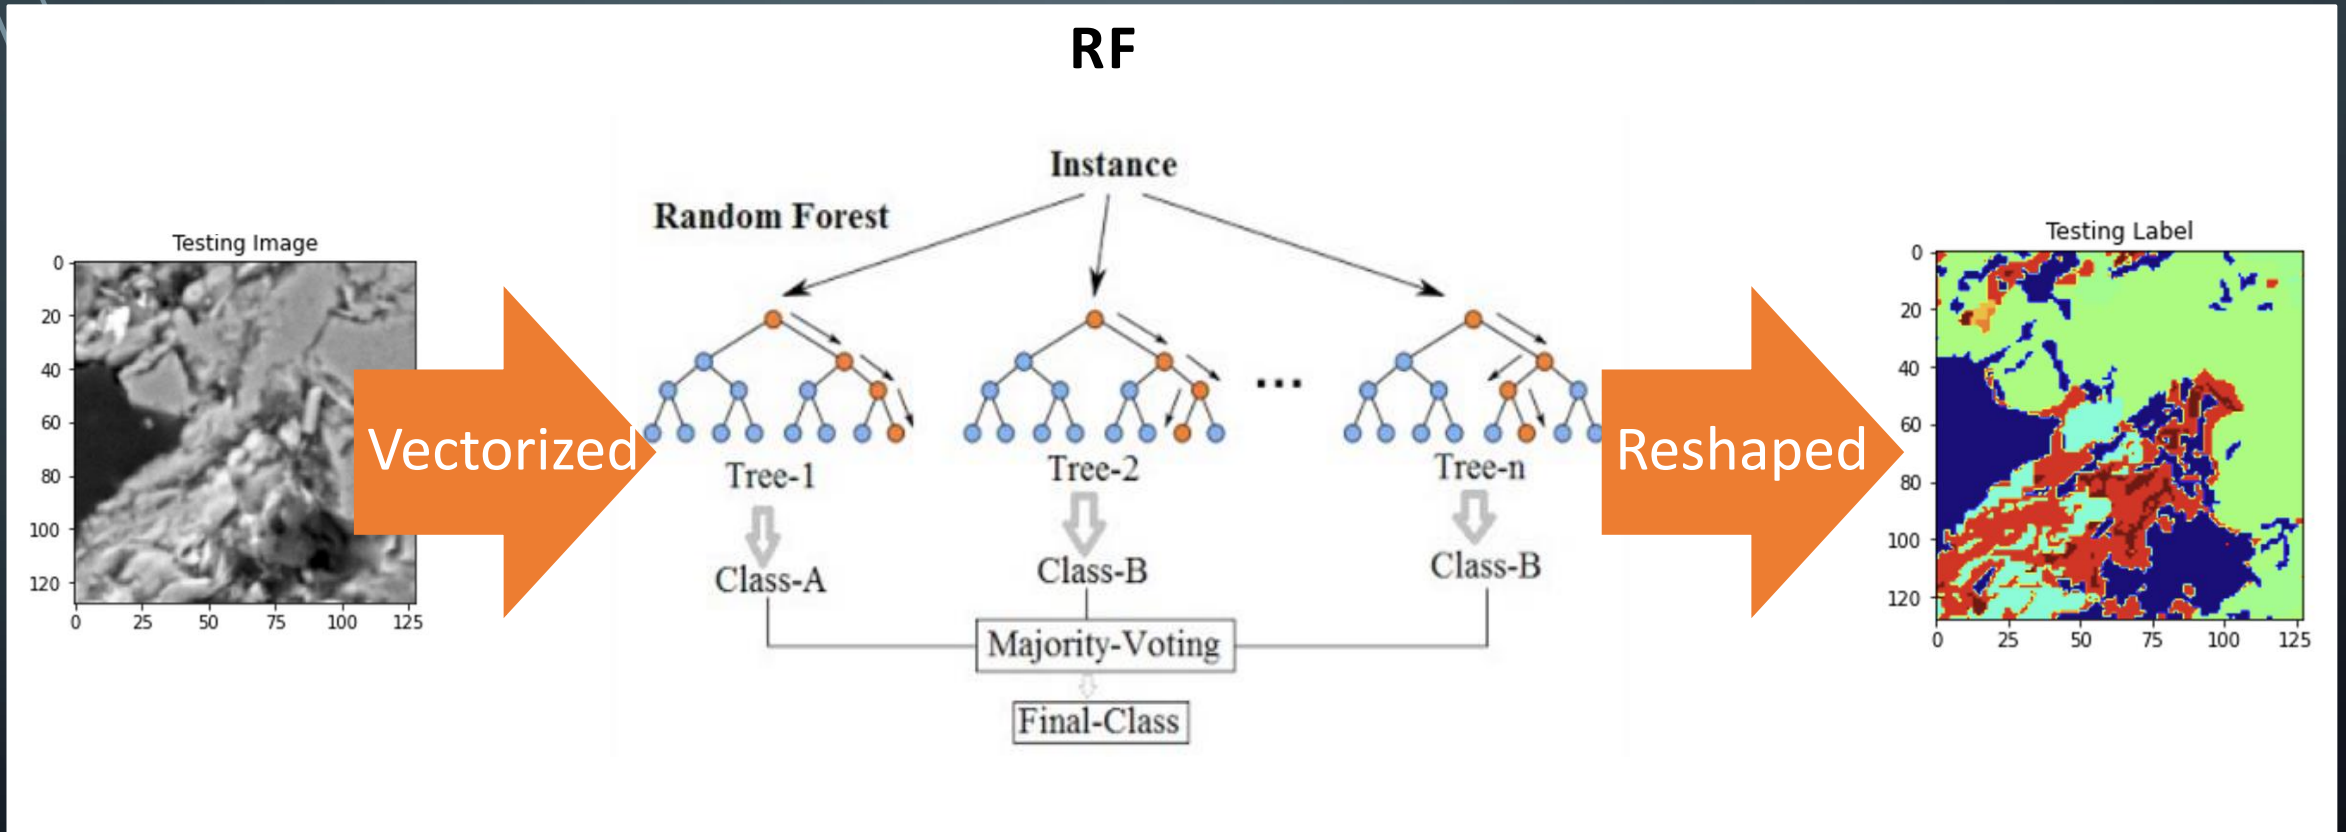 RF
Testing Image
0
20
40
60
80
100
120
0 25 50 75 100 125
Vectorized
Instance
Random Forest
...
Tree-1 Tree-2 Tree-n
Class-A Class-B Class-B
Majority-Voting
Final-Class
Reshaped
Testing Label
0
20
40
60
80
100
120
0 25 50 75 100 125